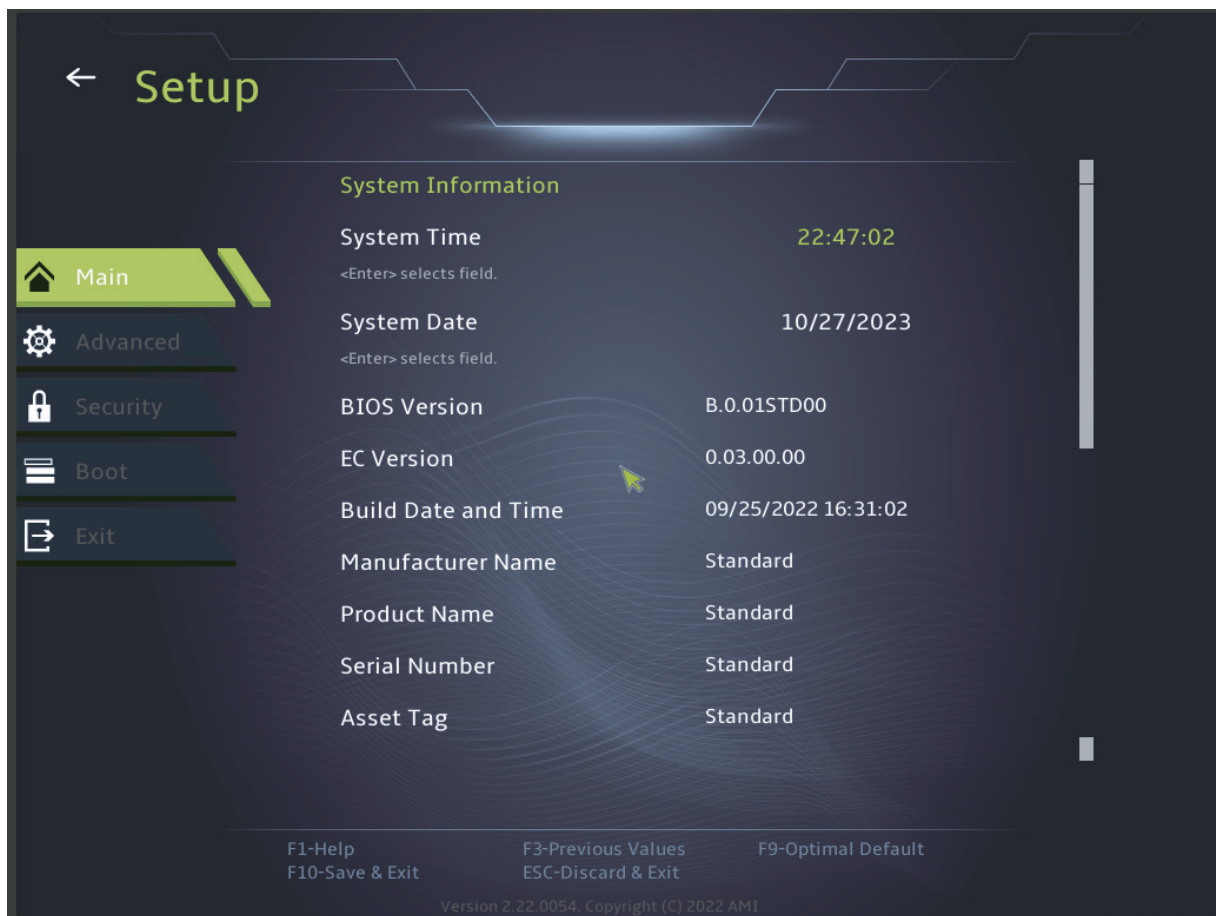 Setup
System Information
System Time 22:47:02
<Enter> selects field.
Main
System Date 10/27/2023
<Enter> selects field.
Advanced
BIOS Version B.0.01STD00
Security
EC Version 0.03.00.00
Boot
Build Date and Time 09/25/2022 16:31:02
Exit
Manufacturer Name Standard
Product Name Standard
Serial Number Standard
Asset Tag Standard
F1-Help F3-Previous Values F9-Optimal Default
F10-Save & Exit ESC-Discard & Exit
Version 2.22.0054. Copyright (C) 2022 AMI